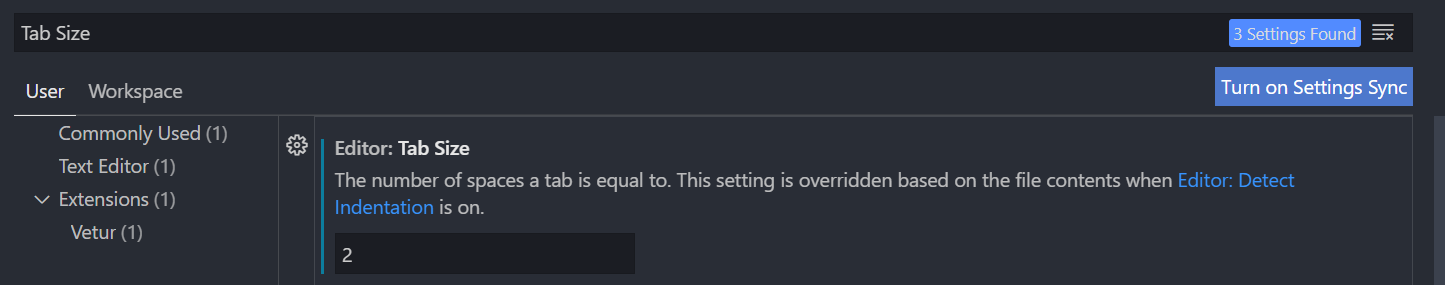 Tab Size
3 Settings Found
User
Workspace
Turn on Settings Sync
Commonly Used (1)
Text Editor (1)
Extensions (1)
Vetur (1)
Editor: Tab Size
The number of spaces a tab is equal to. This setting is overridden based on the file contents when Editor: Detect
Indentation is on.
2